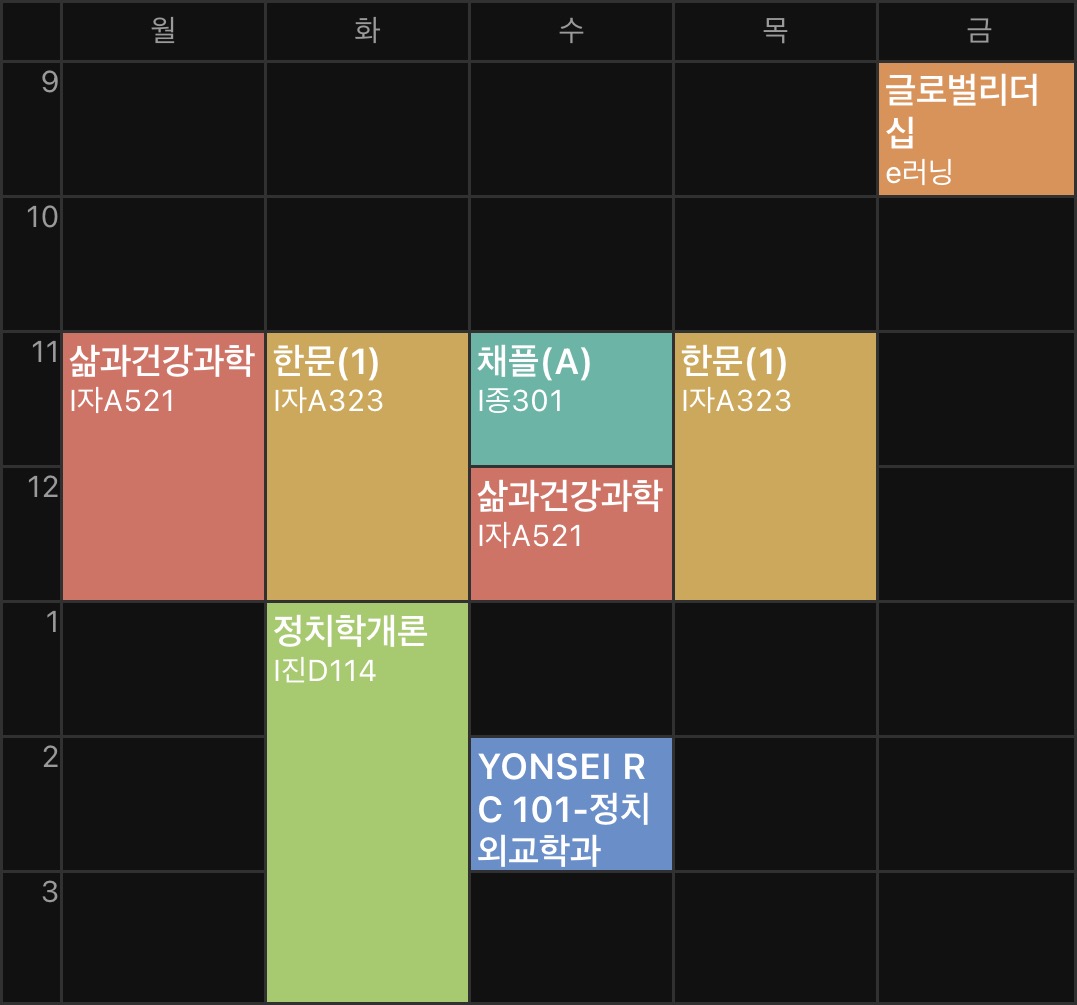 월 화 수 목 금
9
글로벌리더
십
e러닝
10
11
삶과건강과학
I자A521
한문(1)
I자A323
채플(A)
I종301
한문(1)
I자A323
12
삶과건강과학
I자A521
1
정치학개론
I진D114
2
YONSEI R
C 101-정치
외교학과
3